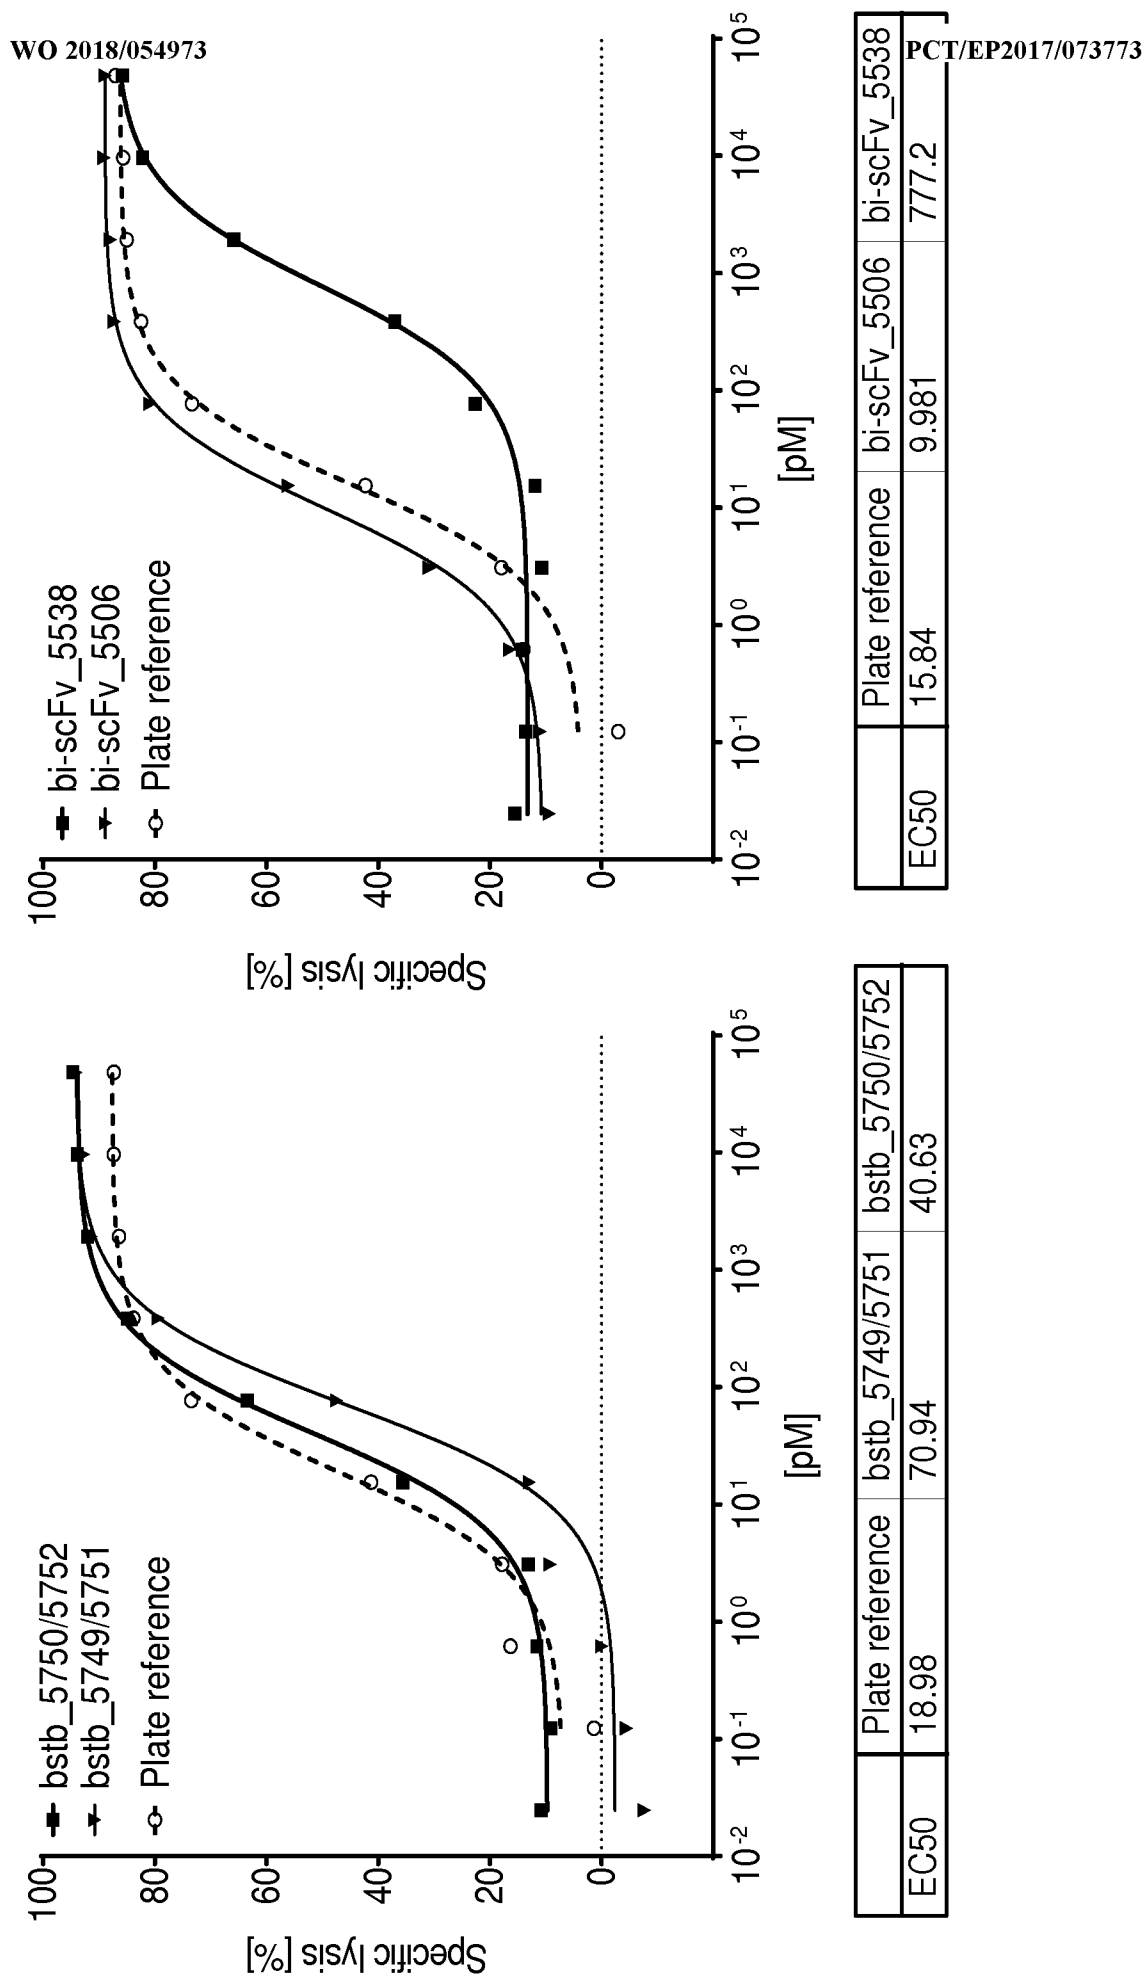 WO 2018/054973
PCT/EP2017/073773
bstb_5750/5752
bstb_5749/5751
Plate reference
Specific lysis [%]
100
80
60
40
20
0
10-2
10-1
100
101
102
103
104
105
[pM]
Plate reference bstb_5749/5751 bstb_5750/5752
EC50 18.98 70.94 40.63
bi-scFv_5538
bi-scFv_5506
Plate reference
Specific lysis [%]
100
80
60
40
20
0
10-2
10-1
100
101
102
103
104
105
[pM]
Plate reference bi-scFv_5506 bi-scFv_5538
EC50 15.84 9.981 777.2